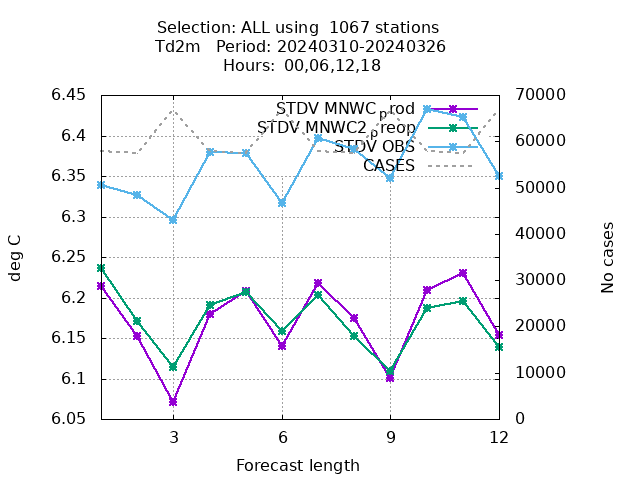 Selection: ALL using  1067 stations
Td2m   Period: 20240310-20240326
Hours:  00,06,12,18
STDV MNWC_prod
STDV MNWC2_preop
STDV OBS
CASES
6.45
6.4
6.35
6.3
6.25
6.2
6.15
6.1
6.05
deg C
70000
60000
50000
40000
30000
20000
10000
0
No cases
3
6
9
12
Forecast length